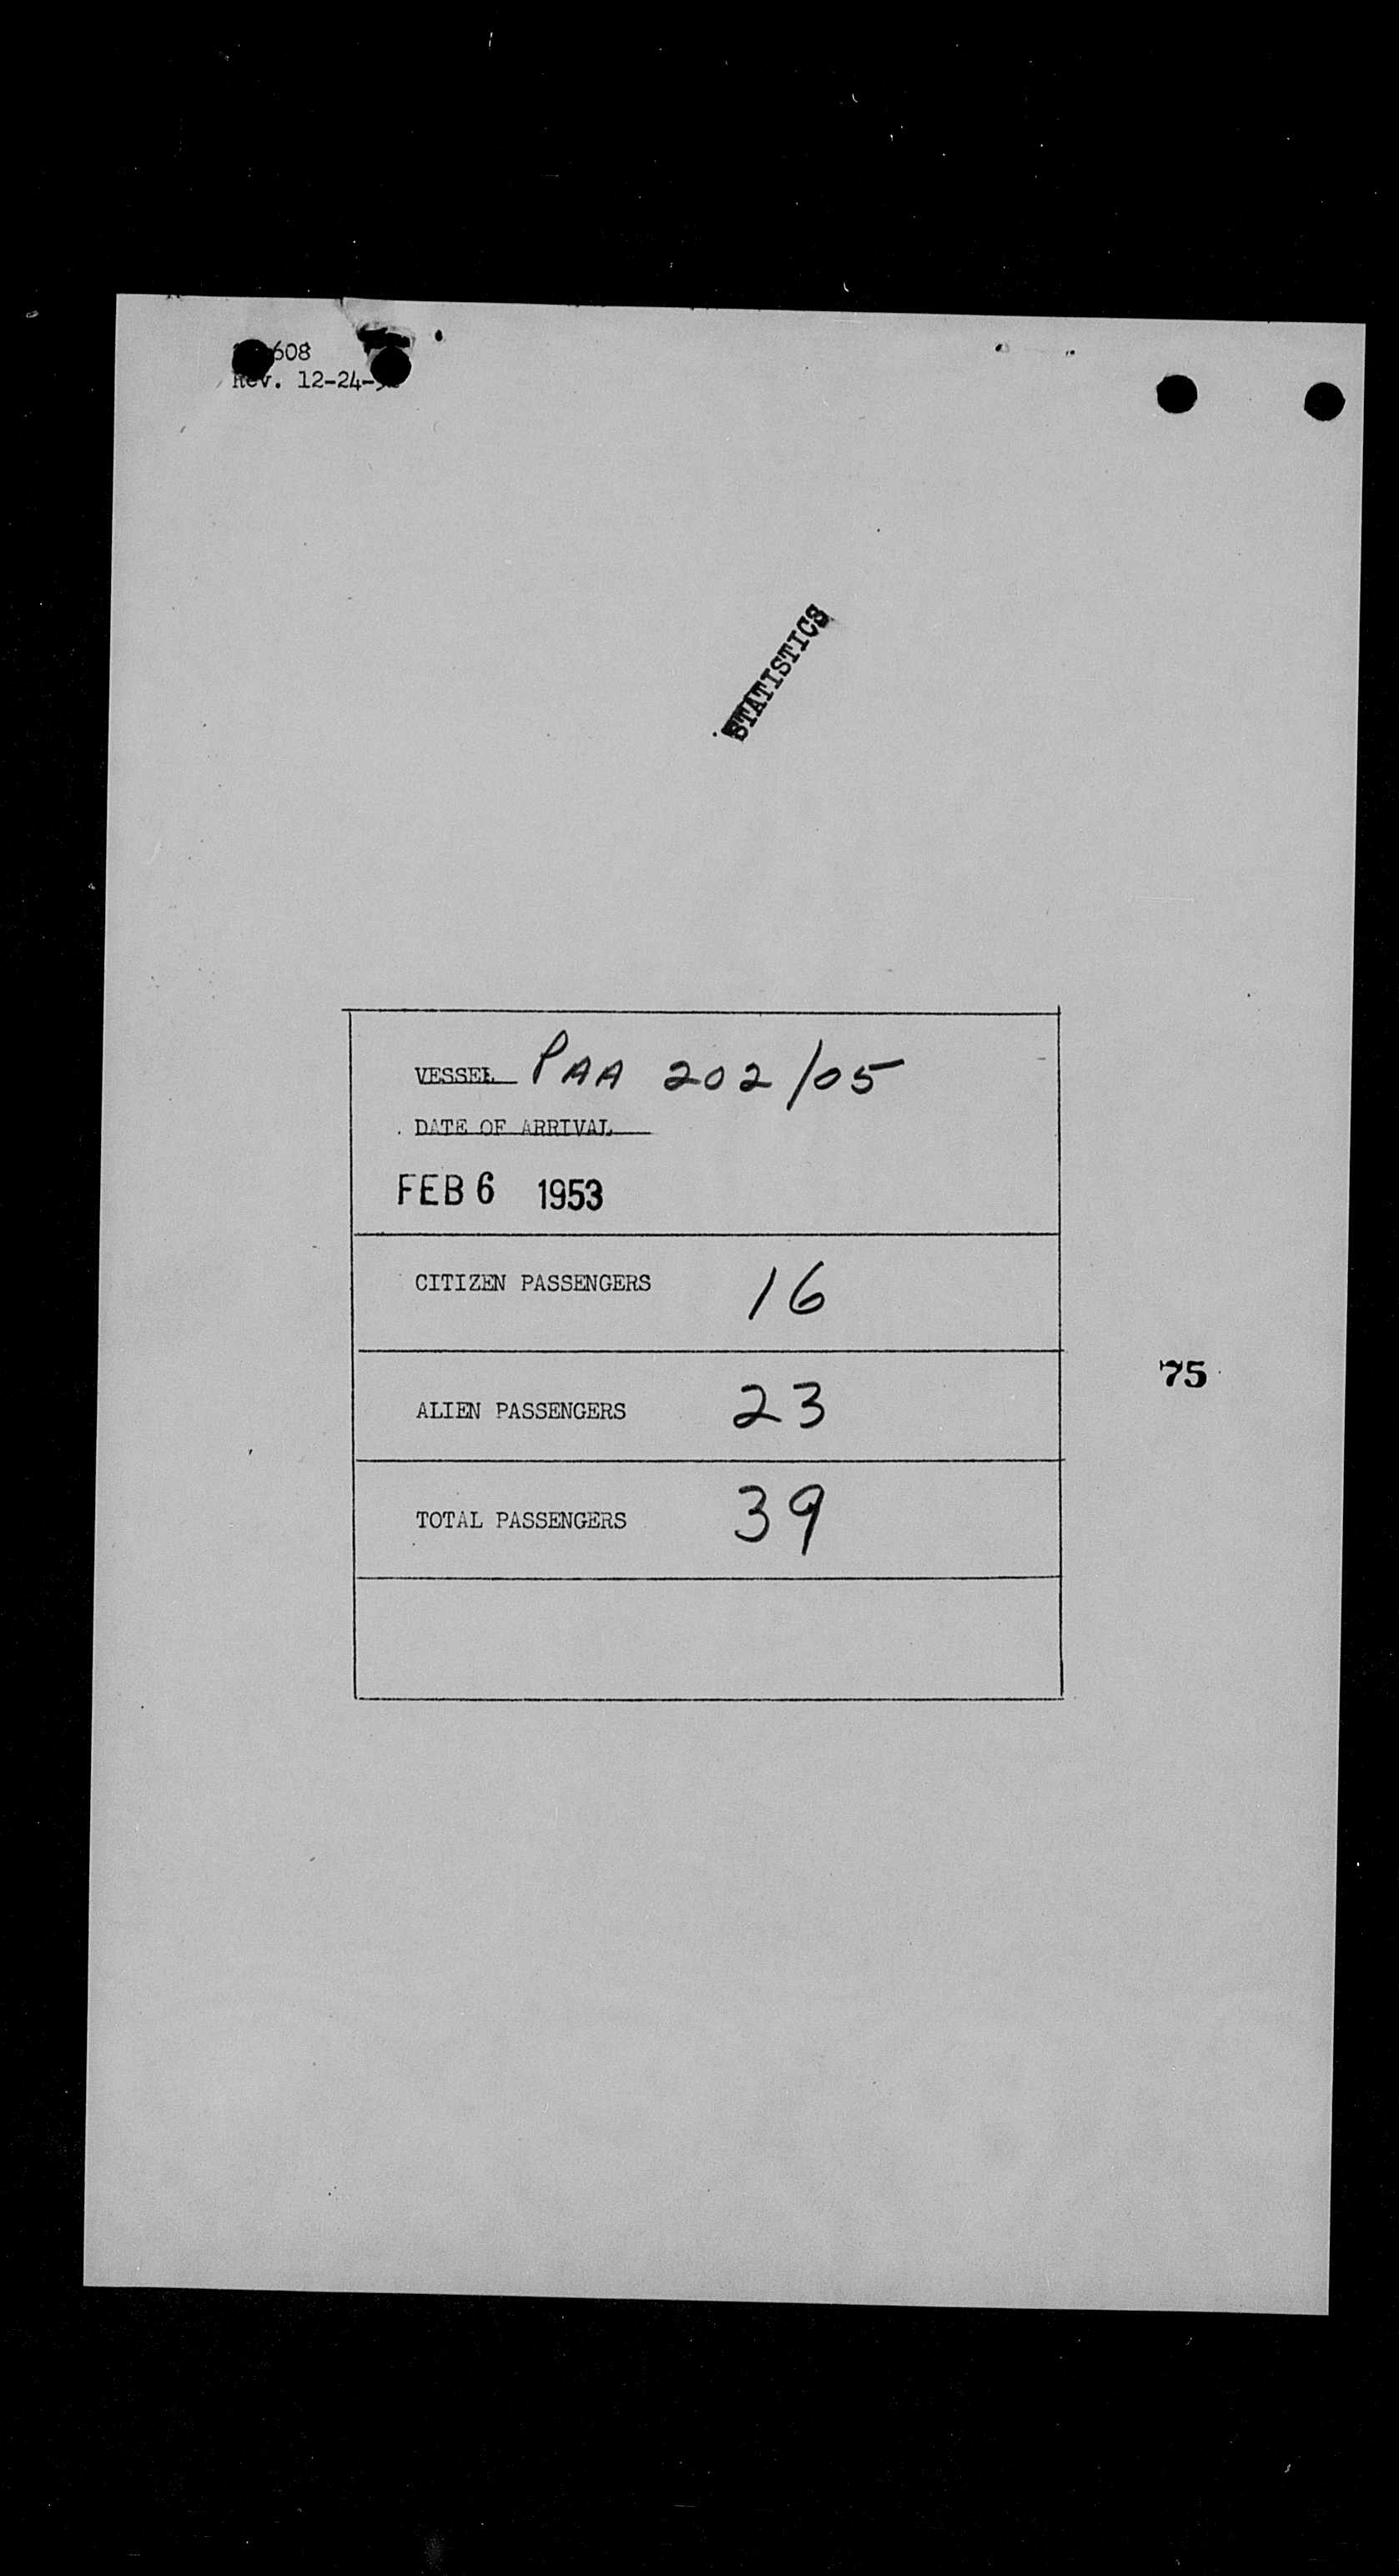 608
Rev. 12-24-
STATISTICS
VESSEL PAA 202/05
DATE OF ARRIVAL
FEB 6 1953
CITIZEN PASSENGERS 16
75
ALIEN PASSENGERS 23
TOTAL PASSENGERS 39